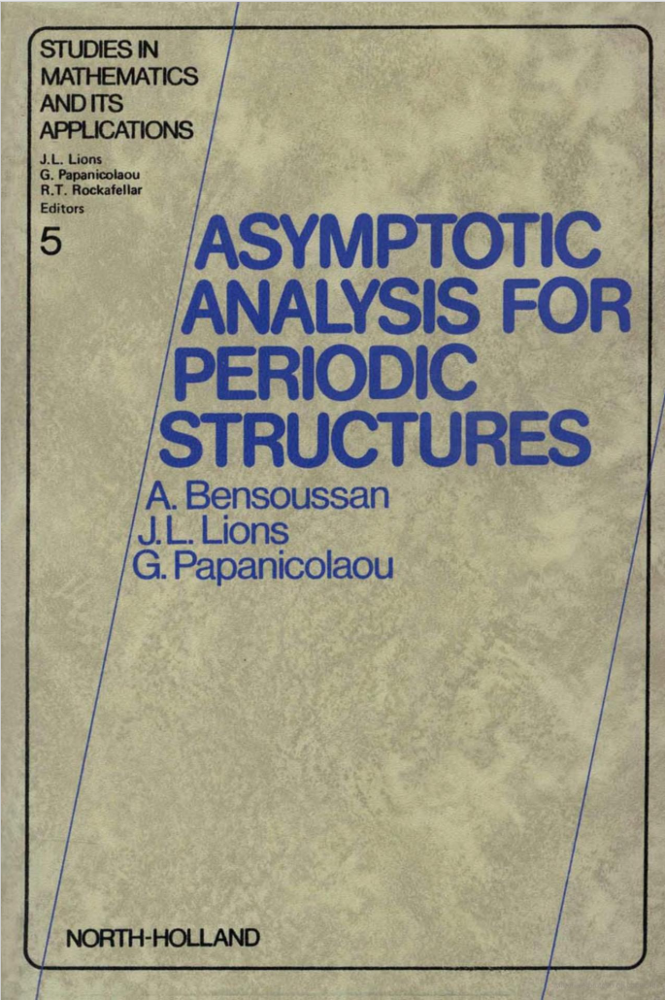 STUDIES IN
MATHEMATICS
AND ITS
APPLICATIONS
J.L. Lions
G. Papanicolaou
R.T. Rockafellar
Editors
5
ASYMPTOTIC
ANALYSIS FOR
PERIODIC
STRUCTURES
A. Bensoussan
J.L. Lions
G. Papanicolaou
NORTH-HOLLAND